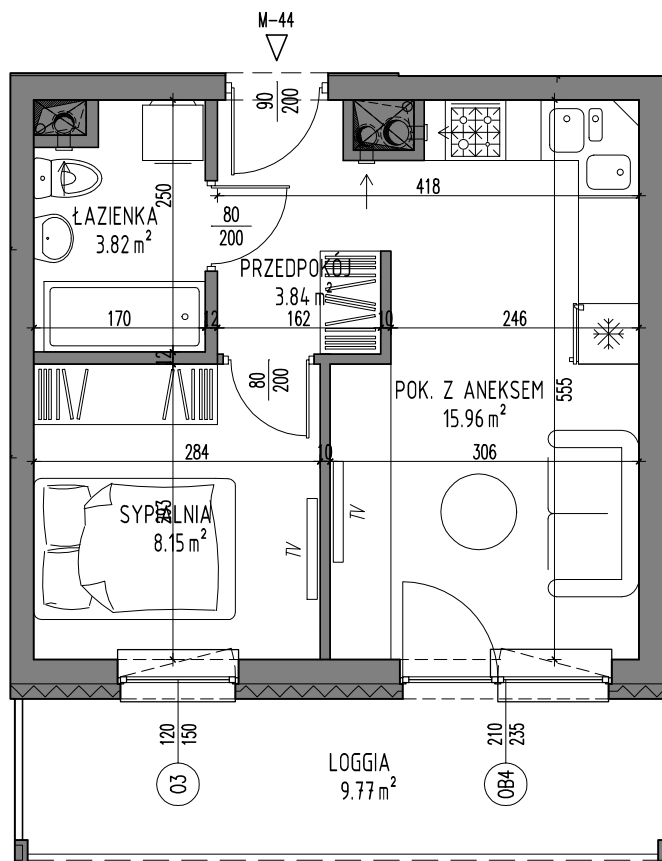 M-44
90
200
418
ŁAZIENKA
3.82 m²
250
80
200
PRZEDPOKÓJ
3.84 m²
170
12
162
10
246
12
80
200
POK. Z ANEKSEM
15.96 m²
555
284
10
306
SYPIALNIA
8.15 m²
293
TV
TV
120
150
210
235
LOGGIA
9.77 m²
03
OB4